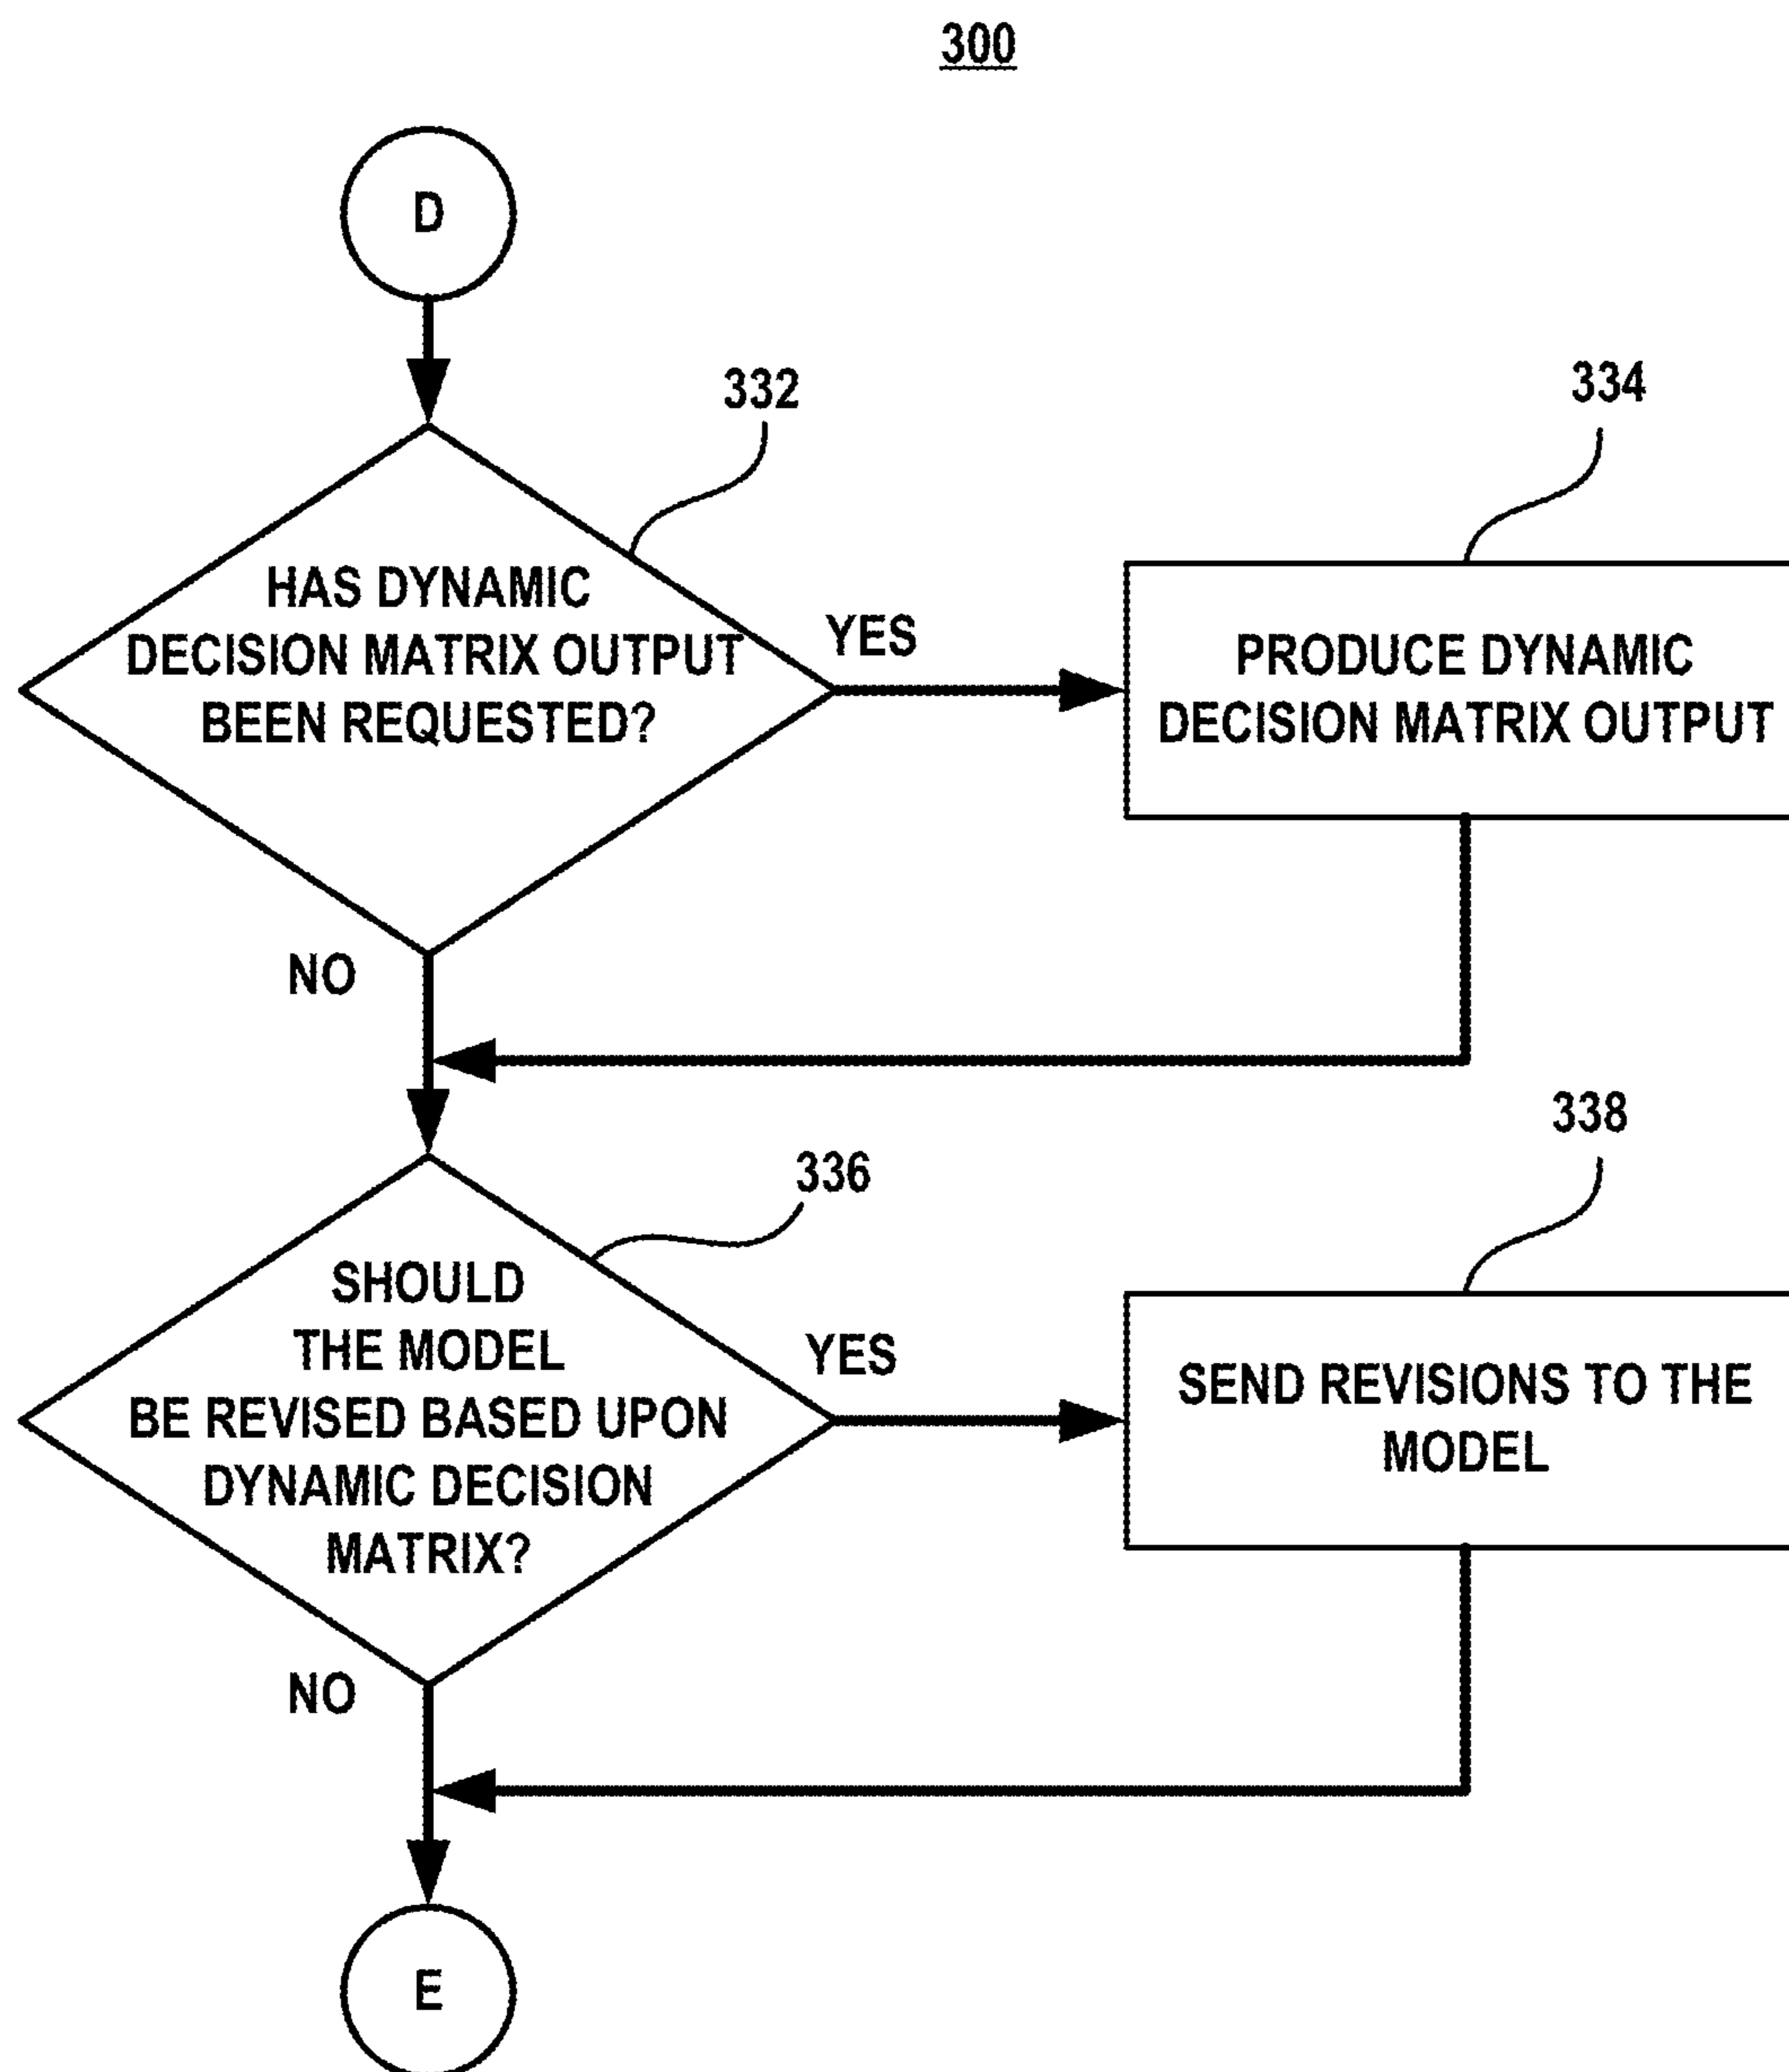 300
D
332
334
HAS DYNAMIC
DECISION MATRIX OUTPUT
BEEN REQUESTED?
YES
PRODUCE DYNAMIC
DECISION MATRIX OUTPUT
NO
336
338
SHOULD
THE MODEL
BE REVISED BASED UPON
DYNAMIC DECISION
MATRIX?
YES
SEND REVISIONS TO THE
MODEL
NO
E